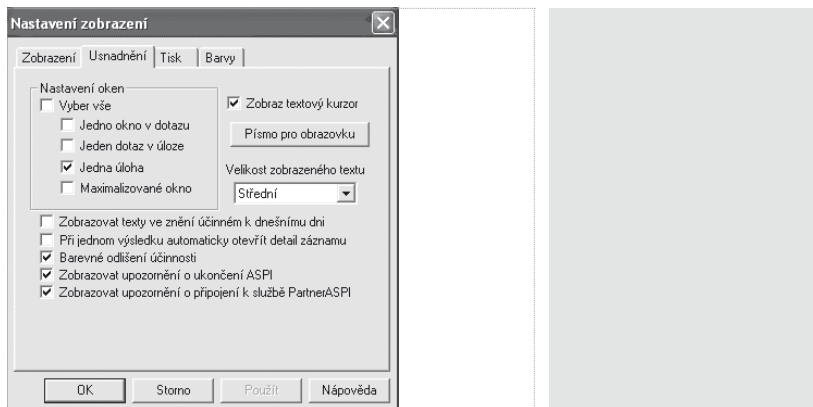 Nastavení zobrazení
Zobrazení Usnadnění Tisk Barvy
Nastavení oken
Vyber vše
Jedno okno v dotazu
Jeden dotaz v úloze
Jedna úloha
Maximalizované okno
Zobraz textový kurzor
Písmo pro obrazovku
Velikost zobrazeného textu
Střední
Zobrazovat texty ve znění účinném k dnešnímu dni
Při jednom výsledku automaticky otevřít detail záznamu
Barevné odlišení účinnosti
Zobrazovat upozornění o ukončení ASPI
Zobrazovat upozornění o připojení k službě PartnerASPI
OK Storno Použít Nápověda